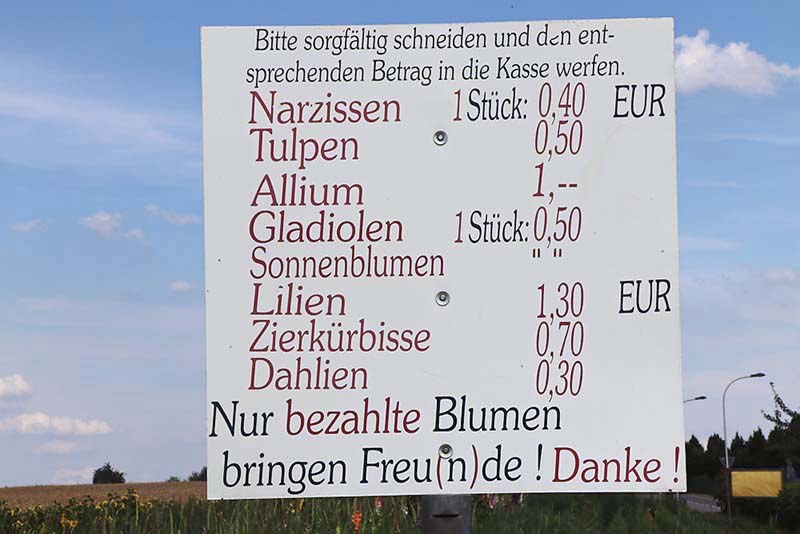 Bitte sorgfältig schneiden und den ent-
sprechenden Betrag in die Kasse werfen.
Narzissen 1 Stück: 0,40 EUR
Tulpen 0,50
Allium 1,--
Gladiolen 1 Stück: 0,50
Sonnenblumen " "
Lilien 1,30 EUR
Zierkürbisse 0,70
Dahlien 0,30
Nur bezahlte Blumen
bringen Freu(n)de ! Danke !